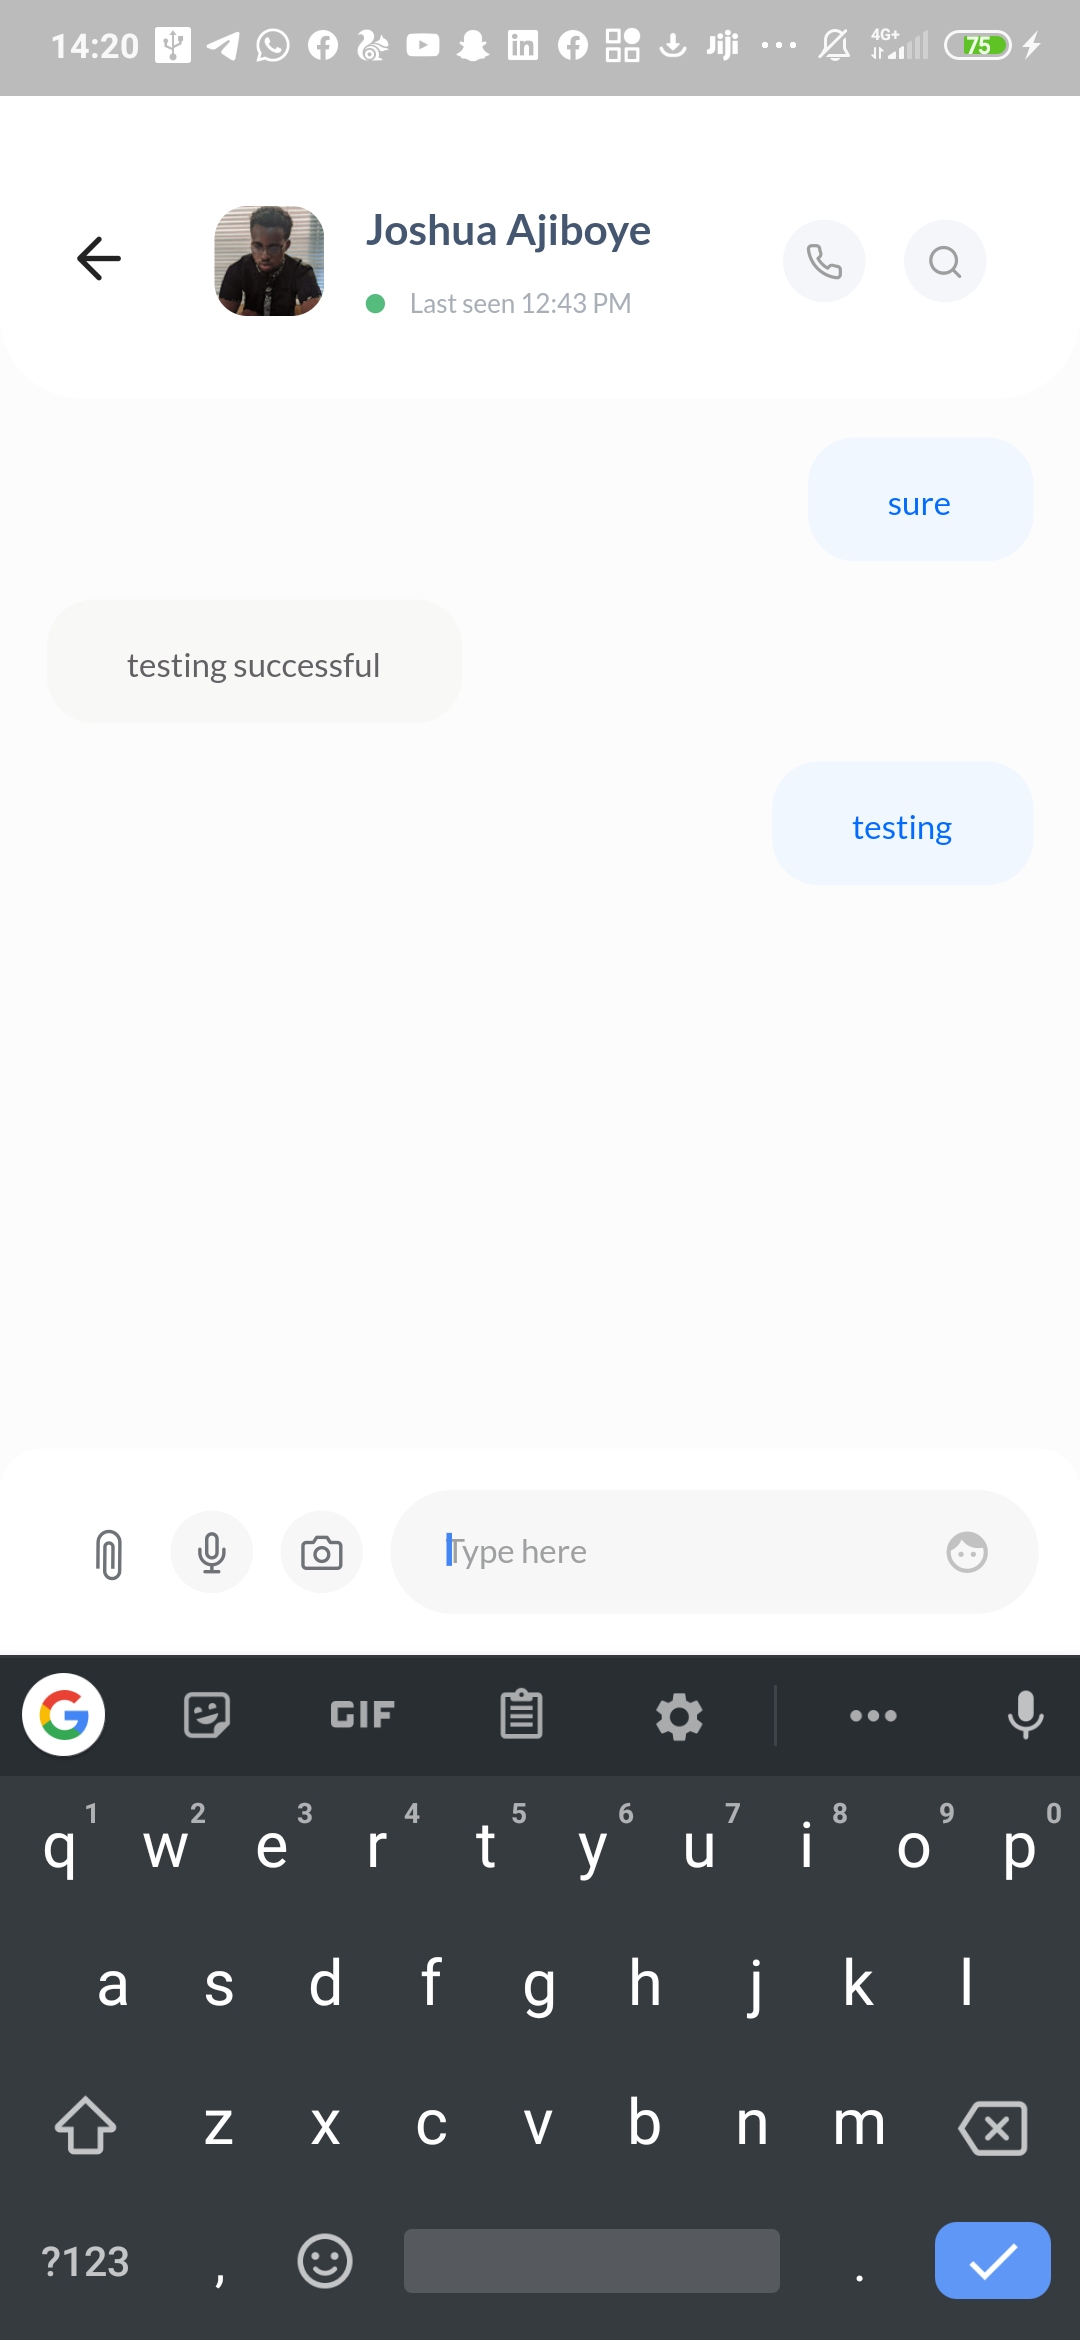 14:20
Jiji
4G+
75
Joshua Ajiboye
Last seen 12:43 PM
sure
testing successful
testing
Type here
GIF
1 2 3 4 5 6 7 8 9 0
q w e r t y u i o p
a s d f g h j k l
z x c v b n m
?123 , .